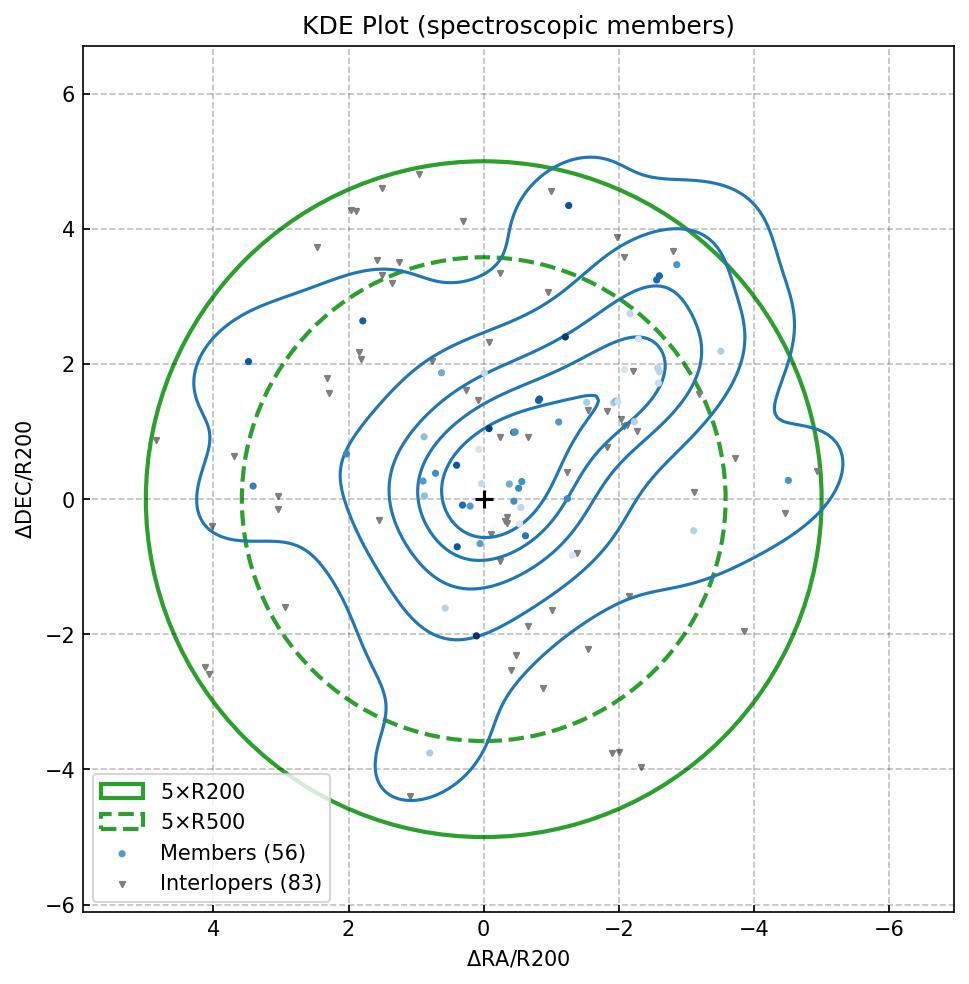 KDE Plot (spectroscopic members)
6
4
2
0
−2
−4
−6
ΔDEC/R200
5×R200
5×R500
Members (56)
Interlopers (83)
4 2 0 −2 −4 −6
ΔRA/R200